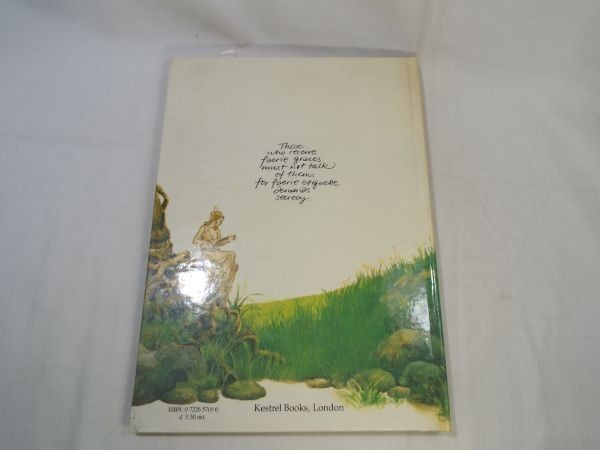 Those
who receive
faerie graces
must not talk
of them,
for faerie etiquette
demands
secrecy.
ISBN: 0 7226 5705 6
£ 3.50 net.
Kestrel Books, London